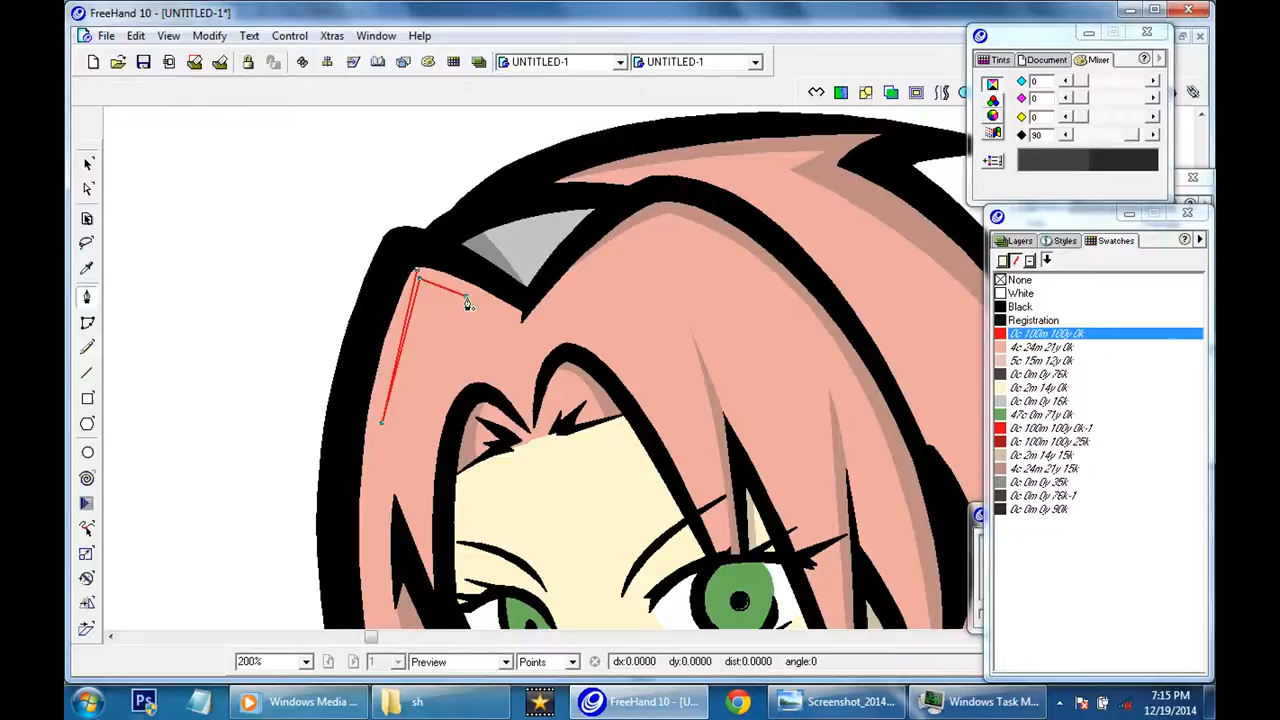 FreeHand 10 - [UNTITLED-1*]
File Edit View Modify Text Control Xtras Window Help
UNTITLED-1 UNTITLED-1
Tints Document Mixer
0
0
0
90
Layers Styles Swatches
None
White
Black
Registration
0c 100m 100y 0k
4c 24m 21y 0k
5c 15m 12y 0k
0c 0m 0y 76k
0c 2m 14y 0k
0c 0m 0y 16k
47c 0m 71y 0k
0c 100m 100y 0k-1
0c 100m 100y 25k
0c 2m 14y 15k
4c 24m 21y 15k
0c 0m 0y 35k
0c 0m 0y 76k-1
0c 0m 0y 90k
200% 1 Preview Points dx:0.0000 dy:0.0000 dist:0.0000 angle:0
Ps Windows Media ... sh FreeHand 10 - [U... Screenshot_2014... Windows Task M... 7:15 PM
12/19/2014